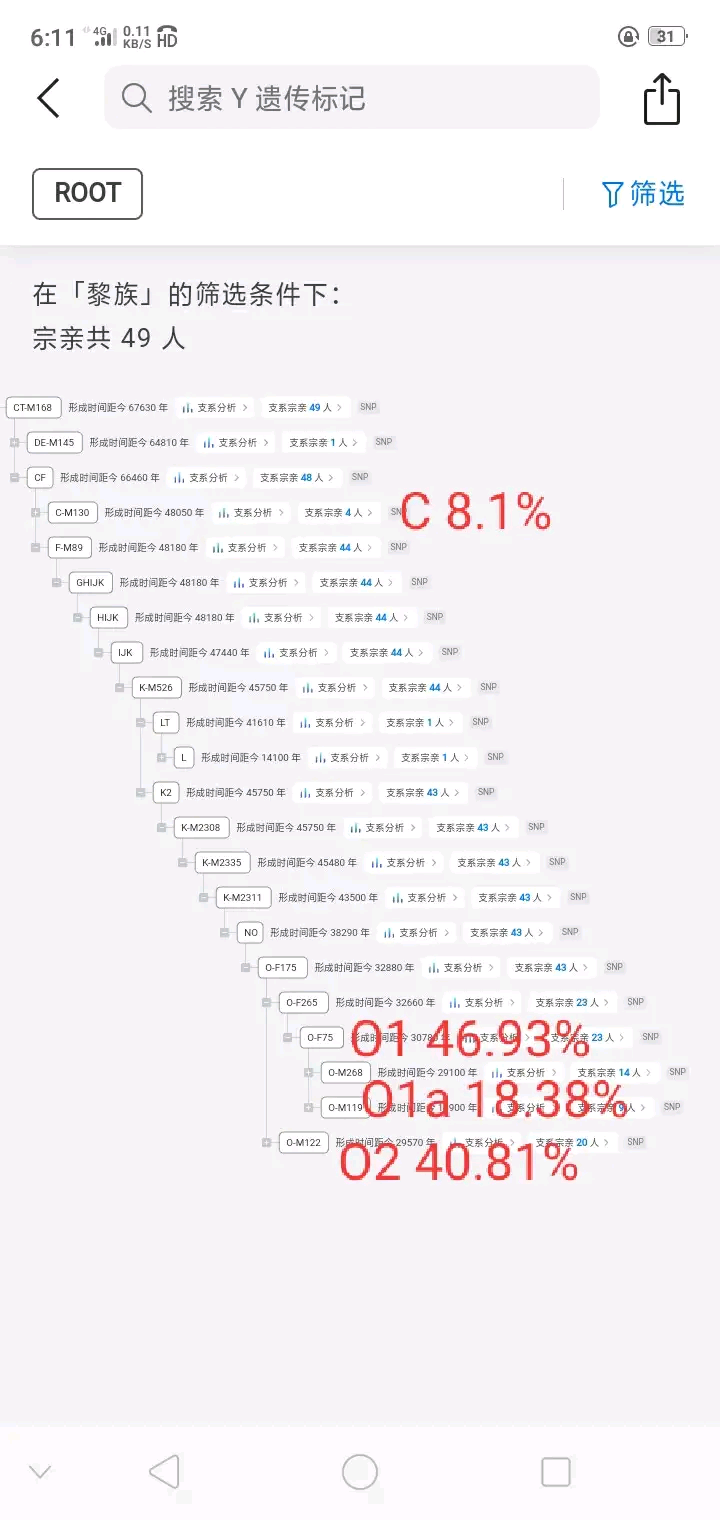 6:11 4G 0.11 KB/S HD 31
搜索 Y 遗传标记
ROOT 筛选
在「黎族」的筛选条件下：
宗亲共 49 人
CT-M168 形成时间距今 67630 年 支系分析 支系宗亲 49 人 SNP
DE-M145 形成时间距今 64810 年 支系分析 支系宗亲 1 人 SNP
CF 形成时间距今 66460 年 支系分析 支系宗亲 48 人 SNP
C-M130 形成时间距今 48050 年 支系分析 支系宗亲 4 人 C 8.1%
F-M89 形成时间距今 48180 年 支系分析 支系宗亲 44 人 SNP
GHIJK 形成时间距今 48180 年 支系分析 支系宗亲 44 人 SNP
HIJK 形成时间距今 48180 年 支系分析 支系宗亲 44 人 SNP
IJK 形成时间距今 47440 年 支系分析 支系宗亲 44 人 SNP
K-M526 形成时间距今 45750 年 支系分析 支系宗亲 44 人 SNP
LT 形成时间距今 41610 年 支系分析 支系宗亲 1 人 SNP
L 形成时间距今 14100 年 支系分析 支系宗亲 1 人 SNP
K2 形成时间距今 45750 年 支系分析 支系宗亲 43 人 SNP
K-M2308 形成时间距今 45750 年 支系分析 支系宗亲 43 人 SNP
K-M2335 形成时间距今 45480 年 支系分析 支系宗亲 43 人 SNP
K-M2311 形成时间距今 43500 年 支系分析 支系宗亲 43 人 SNP
NO 形成时间距今 38290 年 支系分析 支系宗亲 43 人 SNP
O-F175 形成时间距今 32880 年 支系分析 支系宗亲 43 人 SNP
O-F265 形成时间距今 32660 年 支系分析 支系宗亲 23 人 SNP
O-F75 形成时间距今 30780 年 支系分析 支系宗亲 23 人 SNP
O1 46.93%
O-M268 形成时间距今 29100 年 支系分析 支系宗亲 14 人 SNP
O-M119 形成时间距今 年 支系分析 支系宗亲 9 人 SNP
O1a 18.38%
O-M122 形成时间距今 29570 年 支系分析 支系宗亲 20 人 SNP
O2 40.81%